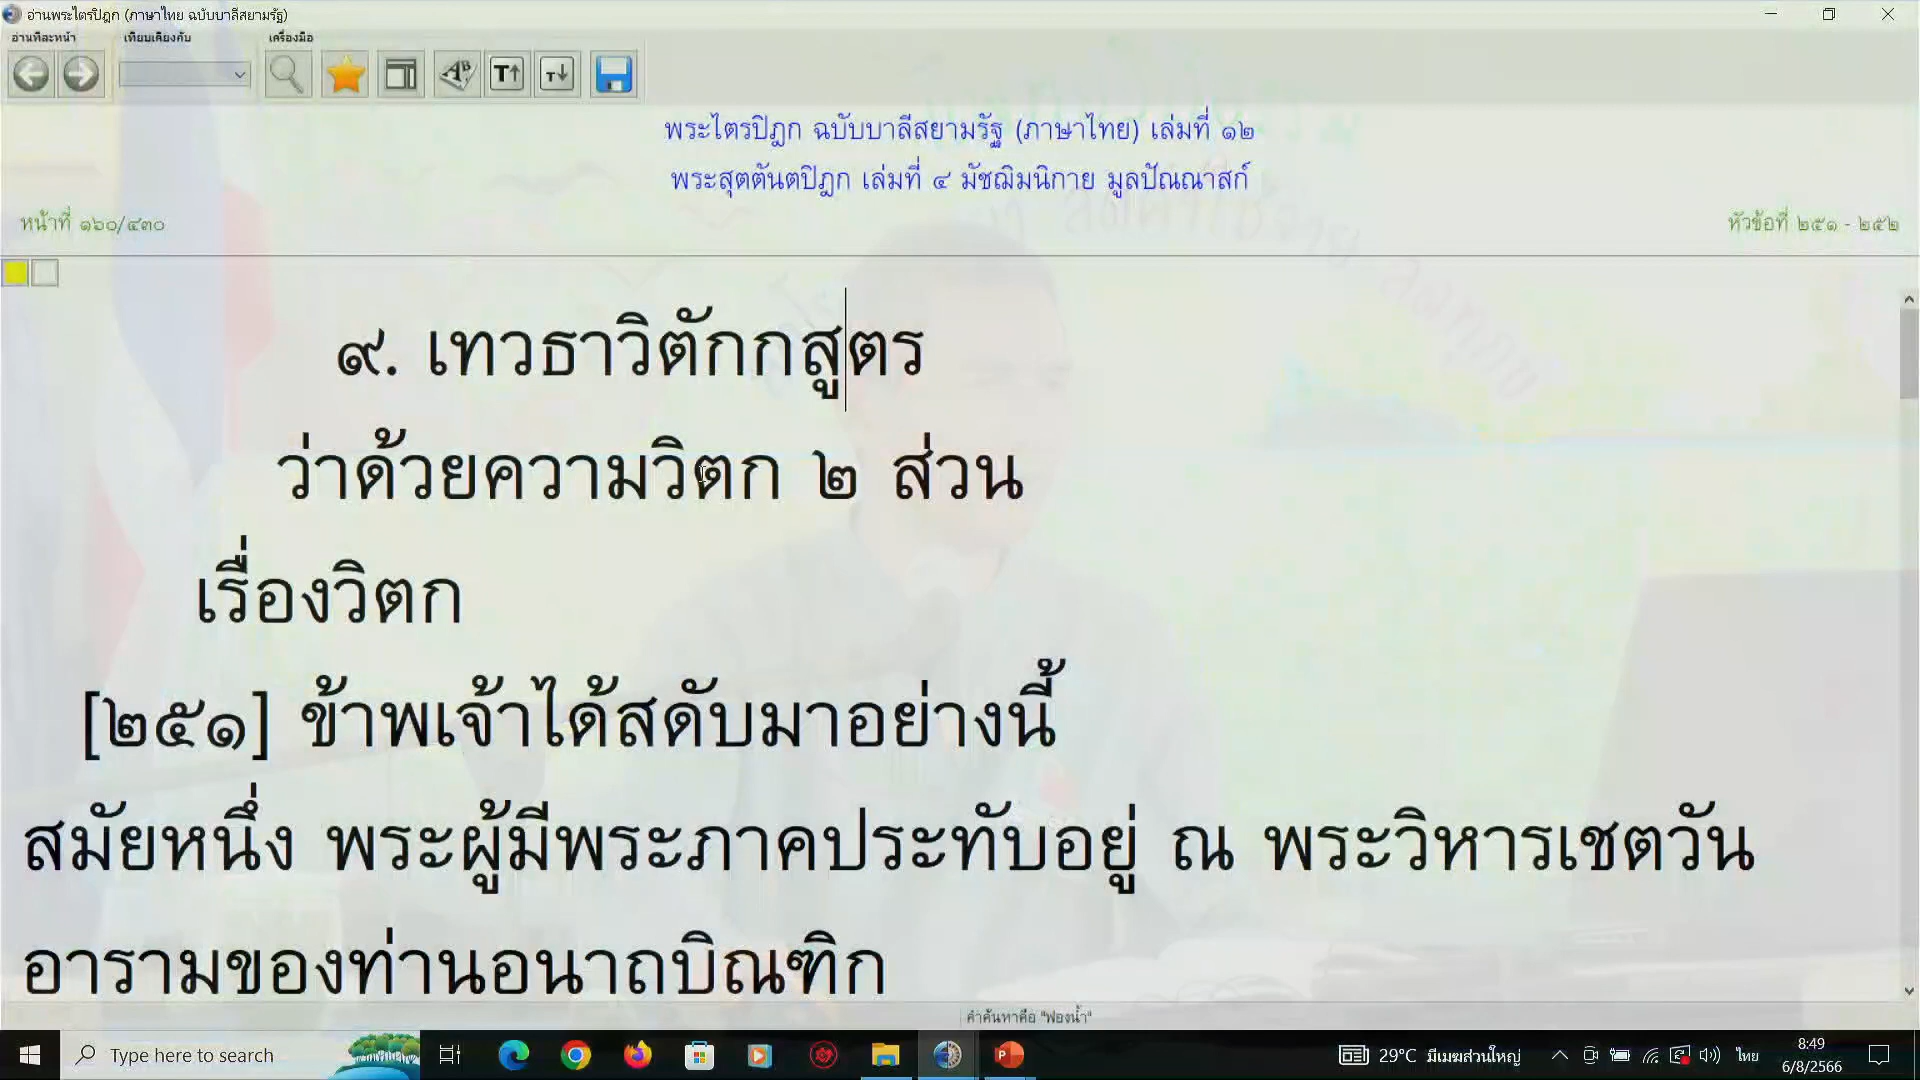 อ่านพระไตรปิฎก (ภาษาไทย ฉบับบาลีสยามรัฐ)
อ่านทีละหน้า เทียบเคียงกับ เครื่องมือ
พระไตรปิฎก ฉบับบาลีสยามรัฐ (ภาษาไทย) เล่มที่ ๑๒
พระสุตตันตปิฎก เล่มที่ ๔ มัชฌิมนิกาย มูลปัณณาสก์
หน้าที่ ๑๖๐/๔๓๐ หัวข้อที่ ๒๕๑ - ๒๕๒
๙. เทวธาวิตักกสูตร
ว่าด้วยความวิตก ๒ ส่วน
เรื่องวิตก
[๒๕๑] ข้าพเจ้าได้สดับมาอย่างนี้
สมัยหนึ่ง พระผู้มีพระภาคประทับอยู่ ณ พระวิหารเชตวัน
อารามของท่านอนาถบิณฑิก
คำค้นหาคือ "ฟองน้ำ"
Type here to search 29°C มีเมฆส่วนใหญ่ ไทย 8:49
6/8/2566